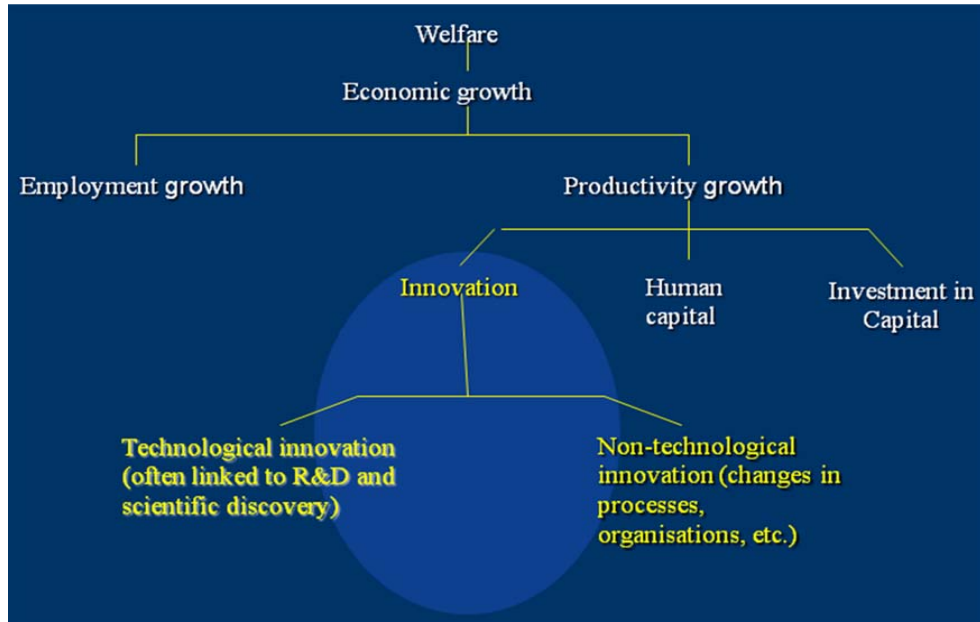 Welfare
Economic growth
Employment growth
Productivity growth
Innovation
Human
capital
Investment in
Capital
Technological innovation
(often linked to R&D and
scientific discovery)
Non-technological
innovation (changes in
processes,
organisations, etc.)